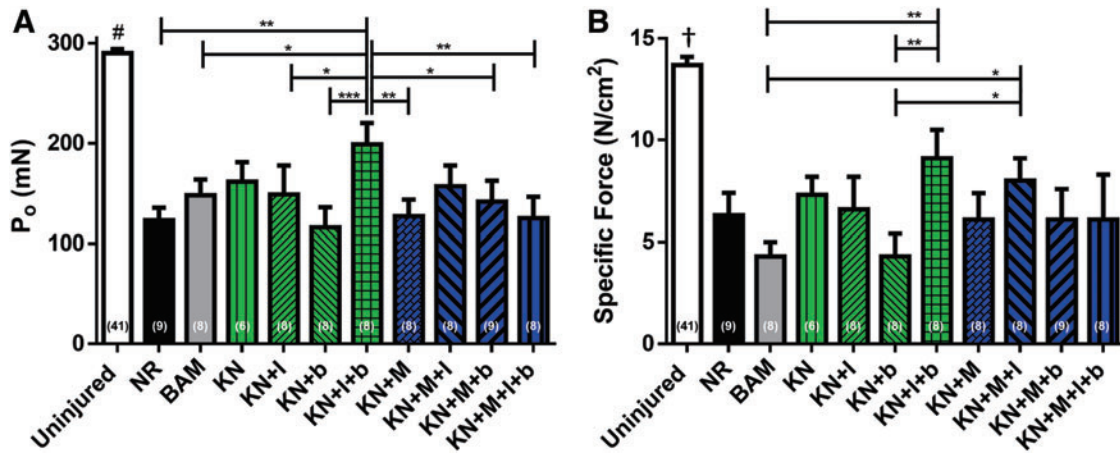 A
#
**
*
**
*
*
***
**
300
200
100
0
Po (mN)
(41)
(9)
(8)
(6)
(8)
(8)
(8)
(8)
(8)
(9)
(8)
Uninjured
NR
BAM
KN
KN+I
KN+b
KN+I+b
KN+M
KN+M+I
KN+M+b
KN+M+I+b
B
†
**
**
*
*
15
10
5
0
Specific Force (N/cm²)
(41)
(9)
(8)
(6)
(8)
(8)
(8)
(8)
(8)
(9)
(8)
Uninjured
NR
BAM
KN
KN+I
KN+b
KN+I+b
KN+M
KN+M+I
KN+M+b
KN+M+I+b